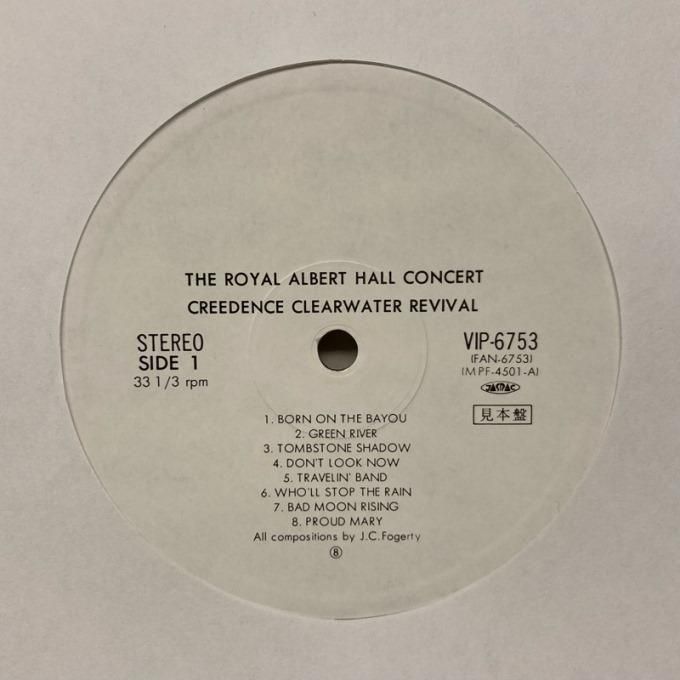 THE ROYAL ALBERT HALL CONCERT
CREEDENCE CLEARWATER REVIVAL
STEREO
SIDE 1
33 1/3 rpm
VIP-6753
(FAN-6753)
(MPF-4501-A)
JASRAC
見本盤
1. BORN ON THE BAYOU
2. GREEN RIVER
3. TOMBSTONE SHADOW
4. DON'T LOOK NOW
5. TRAVELIN' BAND
6. WHO'LL STOP THE RAIN
7. BAD MOON RISING
8. PROUD MARY
All compositions by J.C.Fogerty
⑧